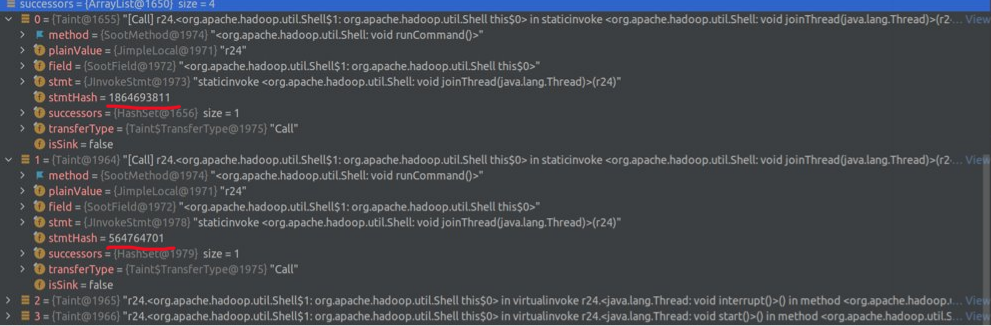 successors = {ArrayList@1650} size = 4
0 = {Taint@1655} "[Call] r24.<org.apache.hadoop.util.Shell$1: org.apache.hadoop.util.Shell this$0> in staticinvoke <org.apache.hadoop.util.Shell: void joinThread(java.lang.Thread)>(r2… View
method = {SootMethod@1974} "<org.apache.hadoop.util.Shell: void runCommand()>"
plainValue = {JimpleLocal@1971} "r24"
field = {SootField@1972} "<org.apache.hadoop.util.Shell$1: org.apache.hadoop.util.Shell this$0>"
stmt = {JInvokeStmt@1973} "staticinvoke <org.apache.hadoop.util.Shell: void joinThread(java.lang.Thread)>(r24)"
stmtHash = 1864693811
successors = {HashSet@1656} size = 1
transferType = {Taint$TransferType@1975} "Call"
isSink = false
1 = {Taint@1964} "[Call] r24.<org.apache.hadoop.util.Shell$1: org.apache.hadoop.util.Shell this$0> in staticinvoke <org.apache.hadoop.util.Shell: void joinThread(java.lang.Thread)>(r2… View
method = {SootMethod@1974} "<org.apache.hadoop.util.Shell: void runCommand()>"
plainValue = {JimpleLocal@1971} "r24"
field = {SootField@1972} "<org.apache.hadoop.util.Shell$1: org.apache.hadoop.util.Shell this$0>"
stmt = {JInvokeStmt@1978} "staticinvoke <org.apache.hadoop.util.Shell: void joinThread(java.lang.Thread)>(r24)"
stmtHash = 564764701
successors = {HashSet@1979} size = 1
transferType = {Taint$TransferType@1975} "Call"
isSink = false
2 = {Taint@1965} "r24.<org.apache.hadoop.util.Shell$1: org.apache.hadoop.util.Shell this$0> in virtualinvoke r24.<java.lang.Thread: void interrupt()>() in method <org.apache.hadoop.u… View
3 = {Taint@1966} "r24.<org.apache.hadoop.util.Shell$1: org.apache.hadoop.util.Shell this$0> in virtualinvoke r24.<java.lang.Thread: void start()>() in method <org.apache.hadoop.util.S… View